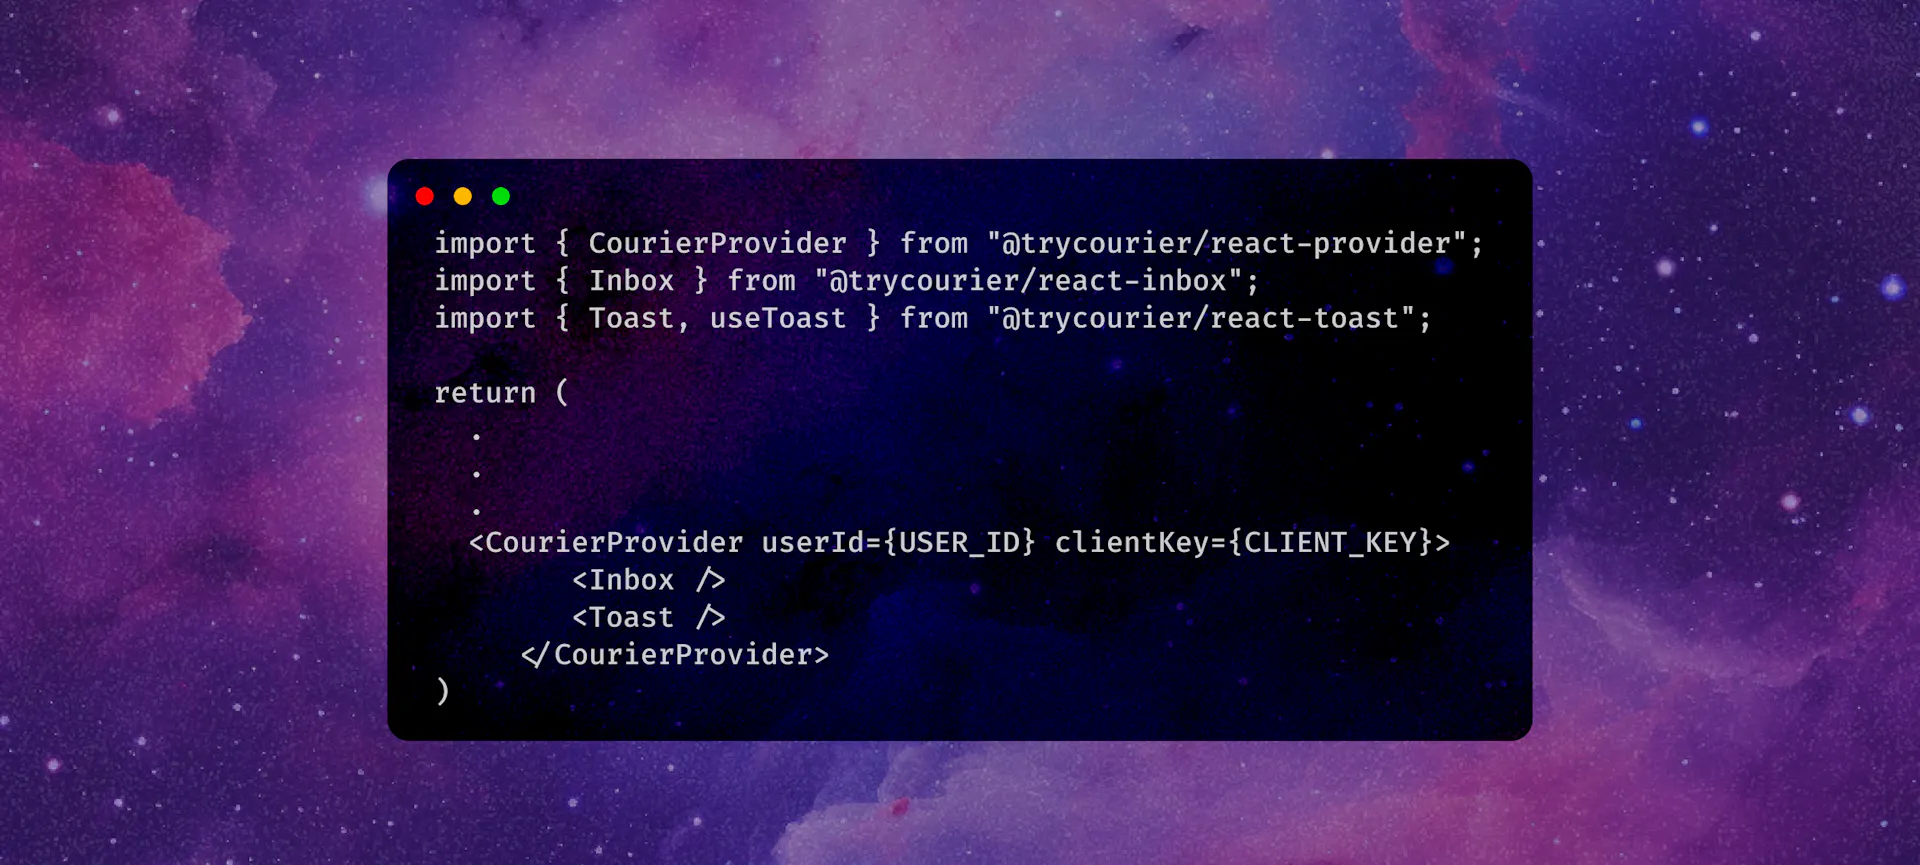 import { CourierProvider } from "@trycourier/react-provider";
import { Inbox } from "@trycourier/react-inbox";
import { Toast, useToast } from "@trycourier/react-toast";
return (
.
.
.
<CourierProvider userId={USER_ID} clientKey={CLIENT_KEY}>
<Inbox />
<Toast />
</CourierProvider>
)